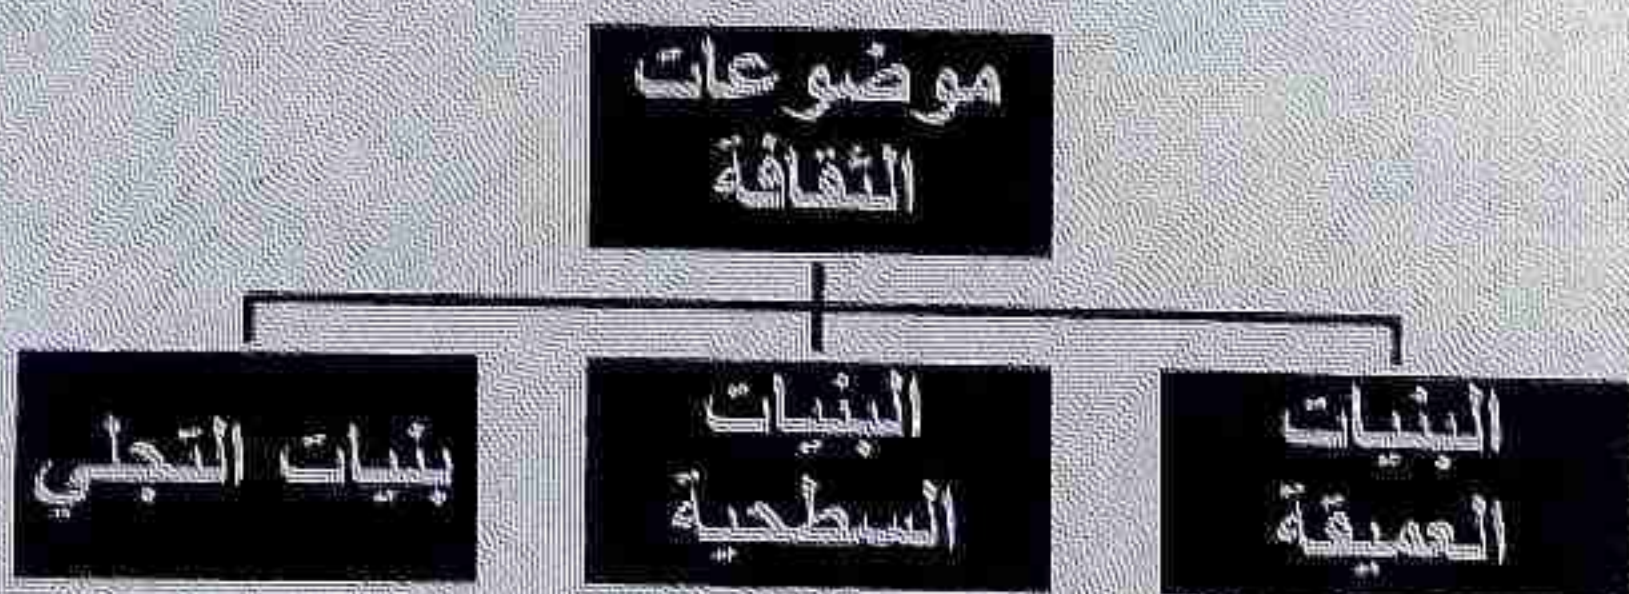 موضوعات
الثقافة
البنيات
العميقة
البنيات
السطحية
بنيات التجلي